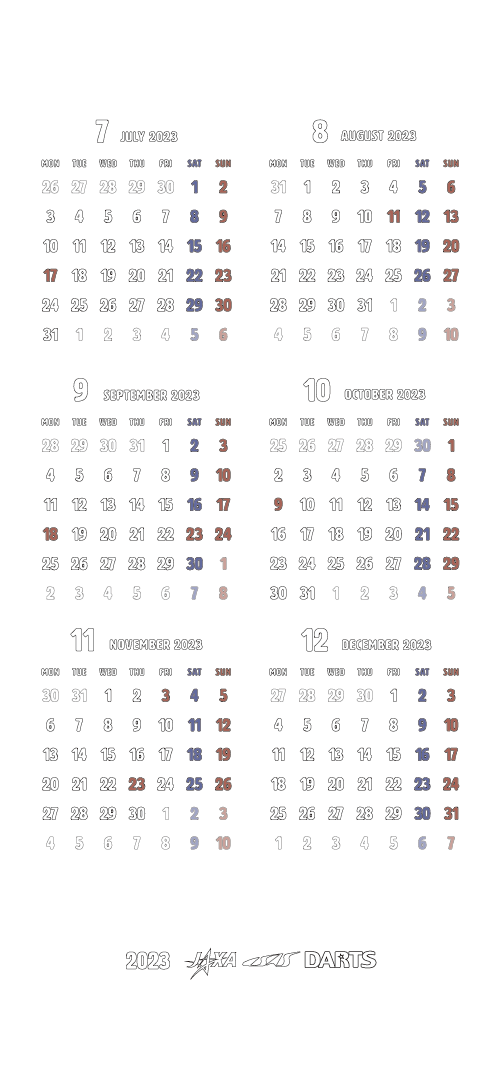 7 JULY 2023
MON TUE WED THU FRI SAT SUN
26 27 28 29 30 1 2
3 4 5 6 7 8 9
10 11 12 13 14 15 16
17 18 19 20 21 22 23
24 25 26 27 28 29 30
31 1 2 3 4 5 6
8 AUGUST 2023
MON TUE WED THU FRI SAT SUN
31 1 2 3 4 5 6
7 8 9 10 11 12 13
14 15 16 17 18 19 20
21 22 23 24 25 26 27
28 29 30 31 1 2 3
4 5 6 7 8 9 10
9 SEPTEMBER 2023
MON TUE WED THU FRI SAT SUN
28 29 30 31 1 2 3
4 5 6 7 8 9 10
11 12 13 14 15 16 17
18 19 20 21 22 23 24
25 26 27 28 29 30 1
2 3 4 5 6 7 8
10 OCTOBER 2023
MON TUE WED THU FRI SAT SUN
25 26 27 28 29 30 1
2 3 4 5 6 7 8
9 10 11 12 13 14 15
16 17 18 19 20 21 22
23 24 25 26 27 28 29
30 31 1 2 3 4 5
11 NOVEMBER 2023
MON TUE WED THU FRI SAT SUN
30 31 1 2 3 4 5
6 7 8 9 10 11 12
13 14 15 16 17 18 19
20 21 22 23 24 25 26
27 28 29 30 1 2 3
4 5 6 7 8 9 10
12 DECEMBER 2023
MON TUE WED THU FRI SAT SUN
27 28 29 30 1 2 3
4 5 6 7 8 9 10
11 12 13 14 15 16 17
18 19 20 21 22 23 24
25 26 27 28 29 30 31
1 2 3 4 5 6 7
2023 JAXA ISAS DARTS